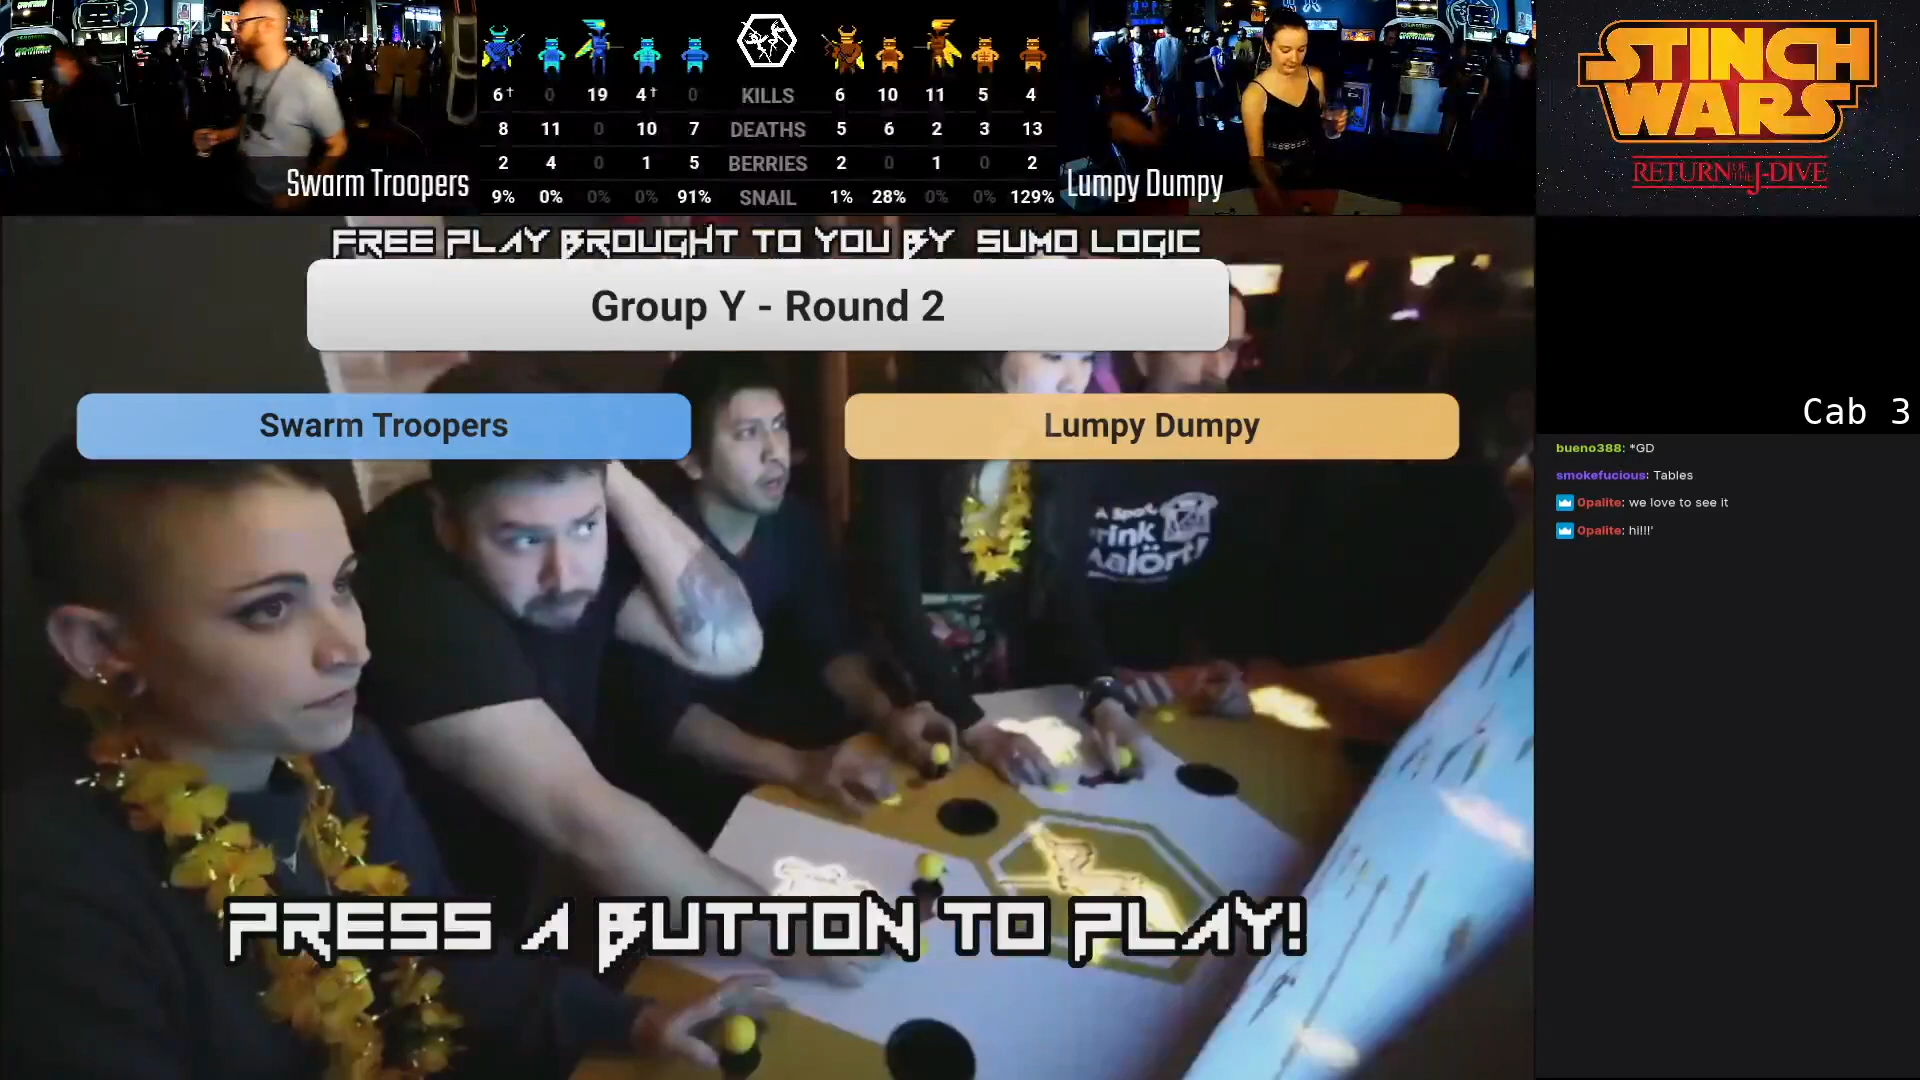 6† 0 19 4† 0 KILLS 6 10 11 5 4
8 11 0 10 7 DEATHS 5 6 2 3 13
2 4 0 1 5 BERRIES 2 0 1 0 2
9% 0% 0% 0% 91% SNAIL 1% 28% 0% 0% 129%
Swarm Troopers
Lumpy Dumpy
STINCH
WARS
RETURN OF THE J-DIVE
FREE PLAY BROUGHT TO YOU BY SUMO LOGIC
Group Y - Round 2
Swarm Troopers
Lumpy Dumpy
Cab 3
bueno388: *GD
smokefucious: Tables
0palite: we love to see it
0palite: hi!!!'
PRESS A BUTTON TO PLAY!